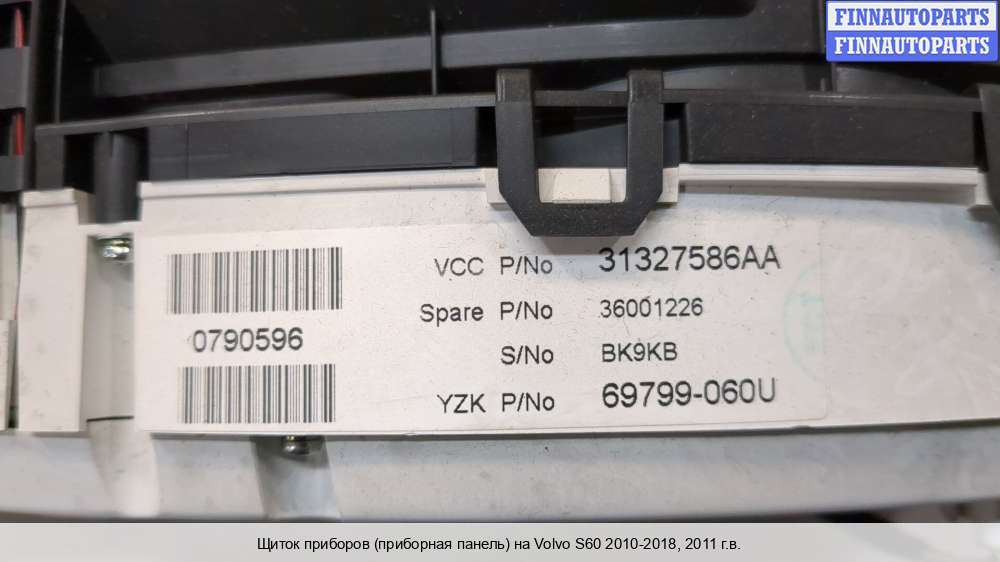 FINNAUTOPARTS
FINNAUTOPARTS
VCC P/No 31327586AA
Spare P/No 36001226
0790596
S/No BK9KB
YZK P/No 69799-060U
Щиток приборов (приборная панель) на Volvo S60 2010-2018, 2011 г.в.